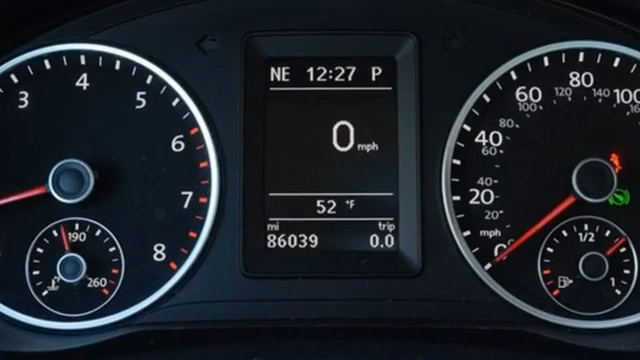 3 4 5 6 7 8
190 260
NE 12:27 P
0 mph
52 °F
mi trip
86039 0.0
0 20 40 60 80 100
20 40 60 80 120 140
mph
1/2 1